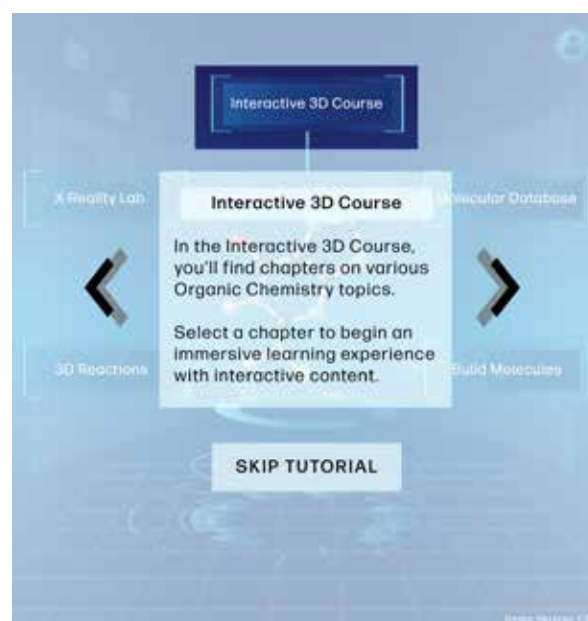 Interactive 3D Course
X Reality Lab
Molecular Database
Interactive 3D Course
In the Interactive 3D Course,
you'll find chapters on various
Organic Chemistry topics.
Select a chapter to begin an
immersive learning experience
with interactive content.
3D Reactions
Build Molecules
SKIP TUTORIAL